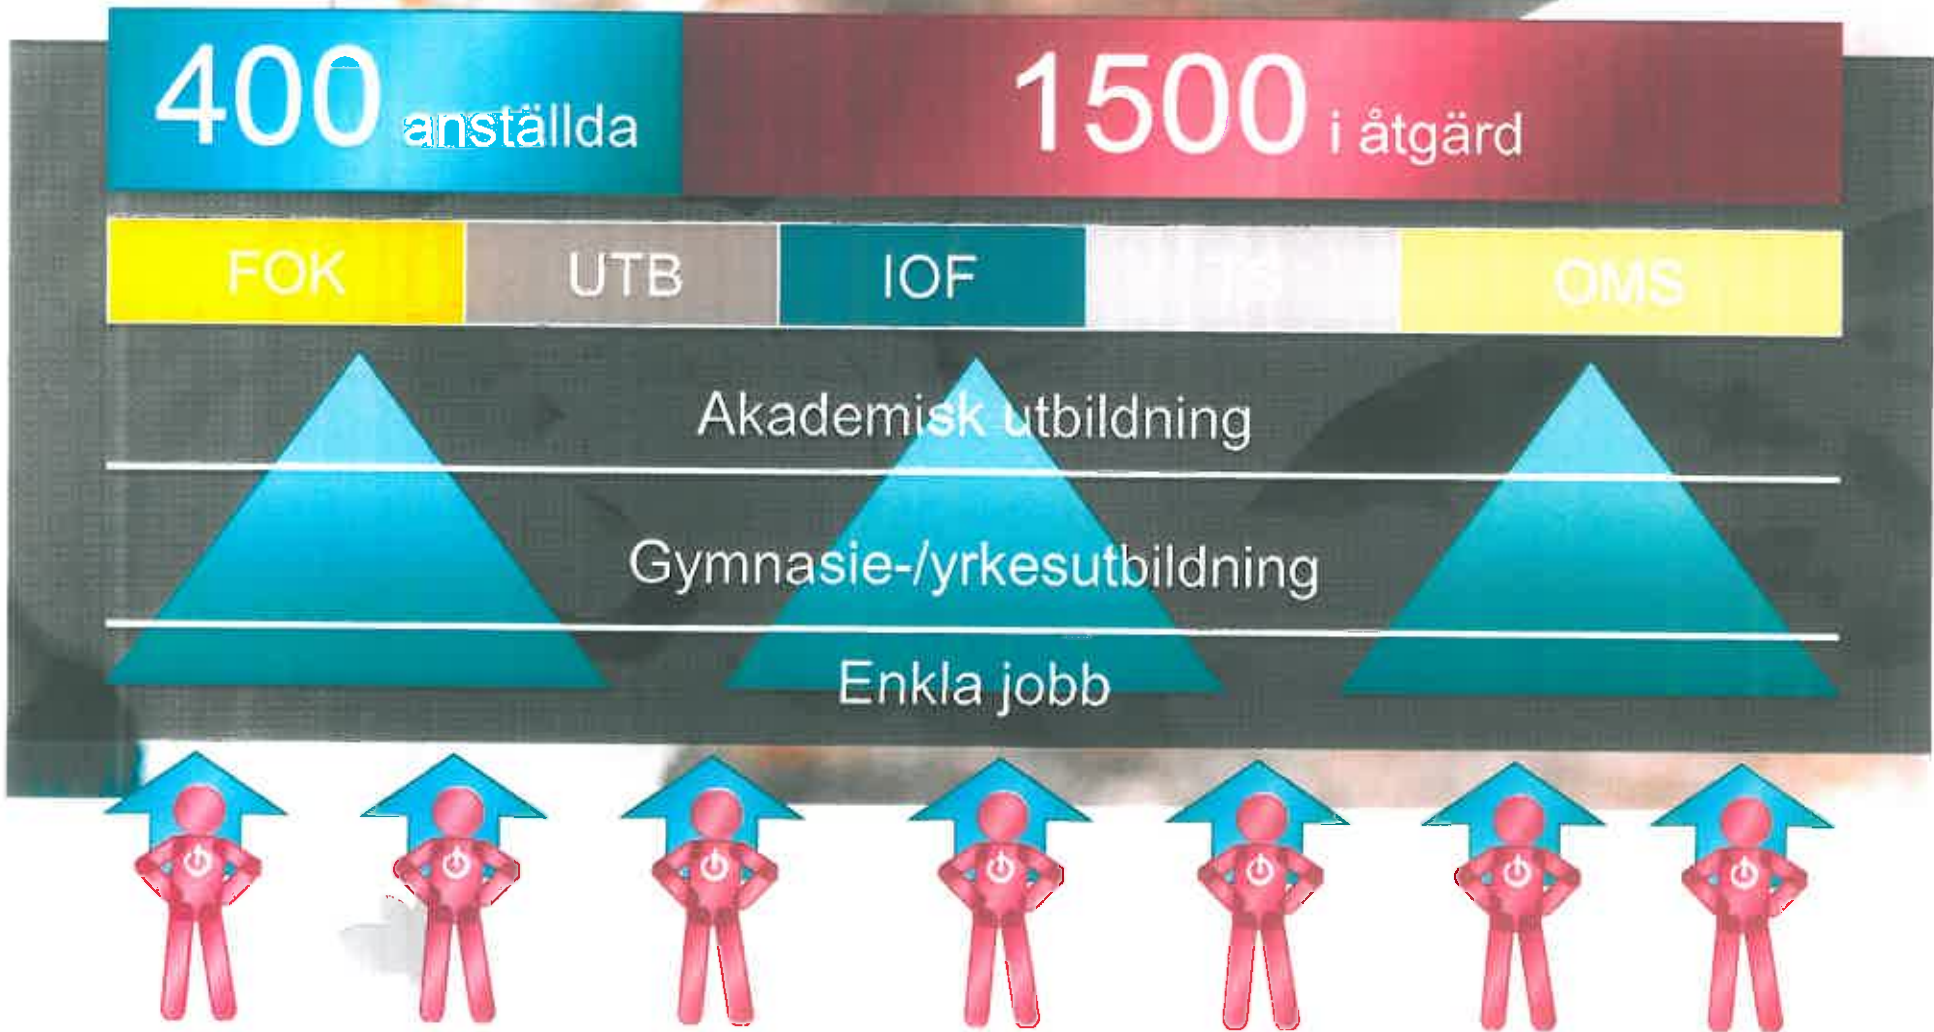 400 anställda
1500 i åtgärd
FOK UTB IOF OMS
Akademisk utbildning
Gymnasie-/yrkesutbildning
Enkla jobb